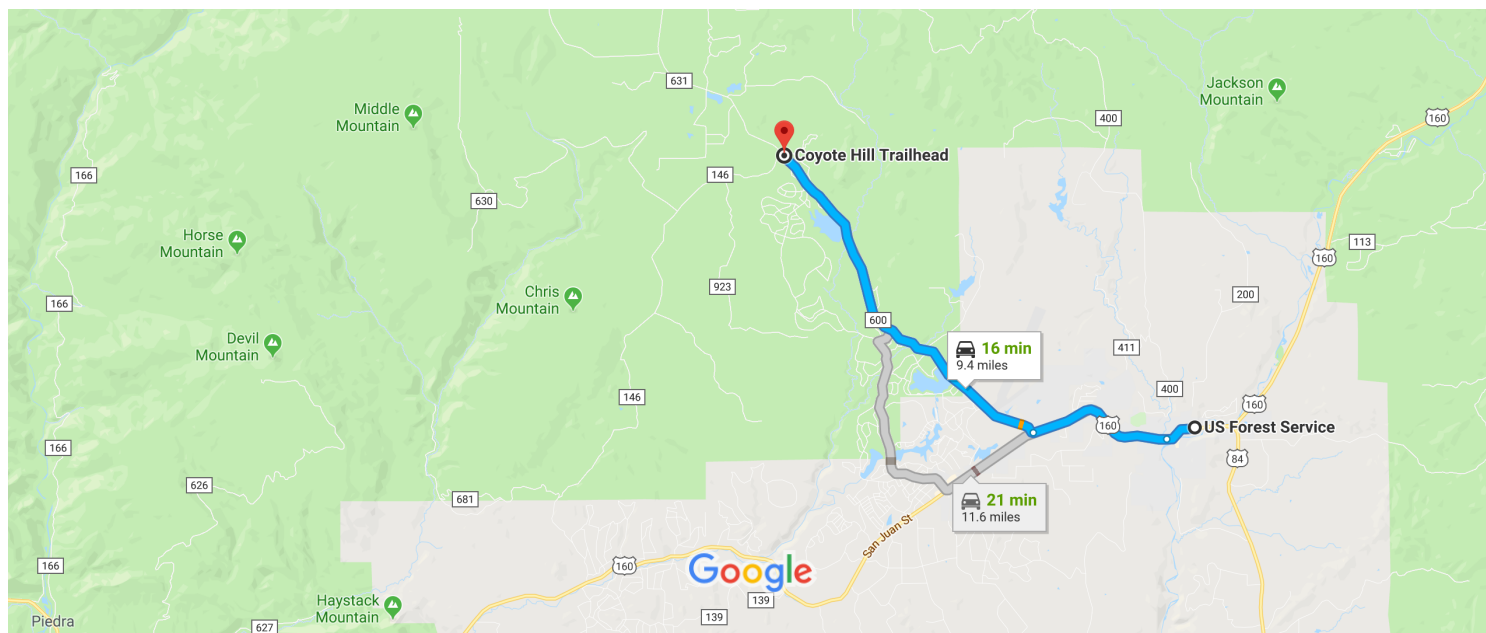 Jackson
Mountain
631
Middle
Mountain
160
400
Coyote Hill Trailhead
166
146
630
Horse
Mountain
113
160
923
Chris
Mountain
200
166
600
Devil
Mountain
16 min
9.4 miles
411
400
146
160
160
US Forest Service
166
84
626
681
21 min
11.6 miles
San Juan St
Google
160
166
139
Haystack
Mountain
139
Piedra
627